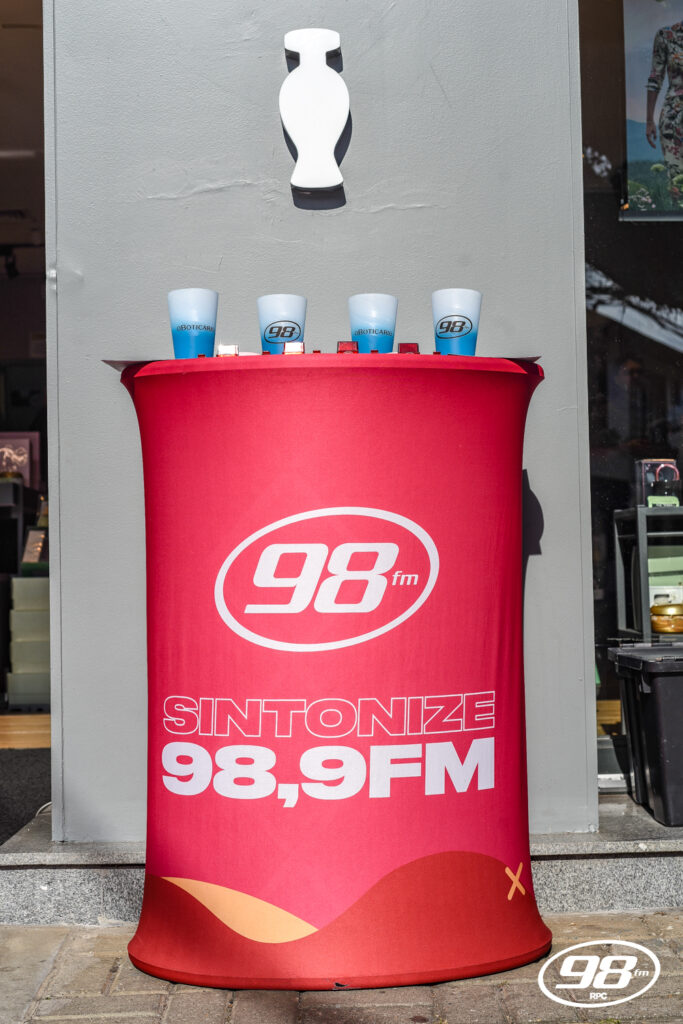 oBOTICÁRIO
98
oBOTICÁRIO
98
98 fm
SINTONIZE
98,9FM
98 fm
RPC